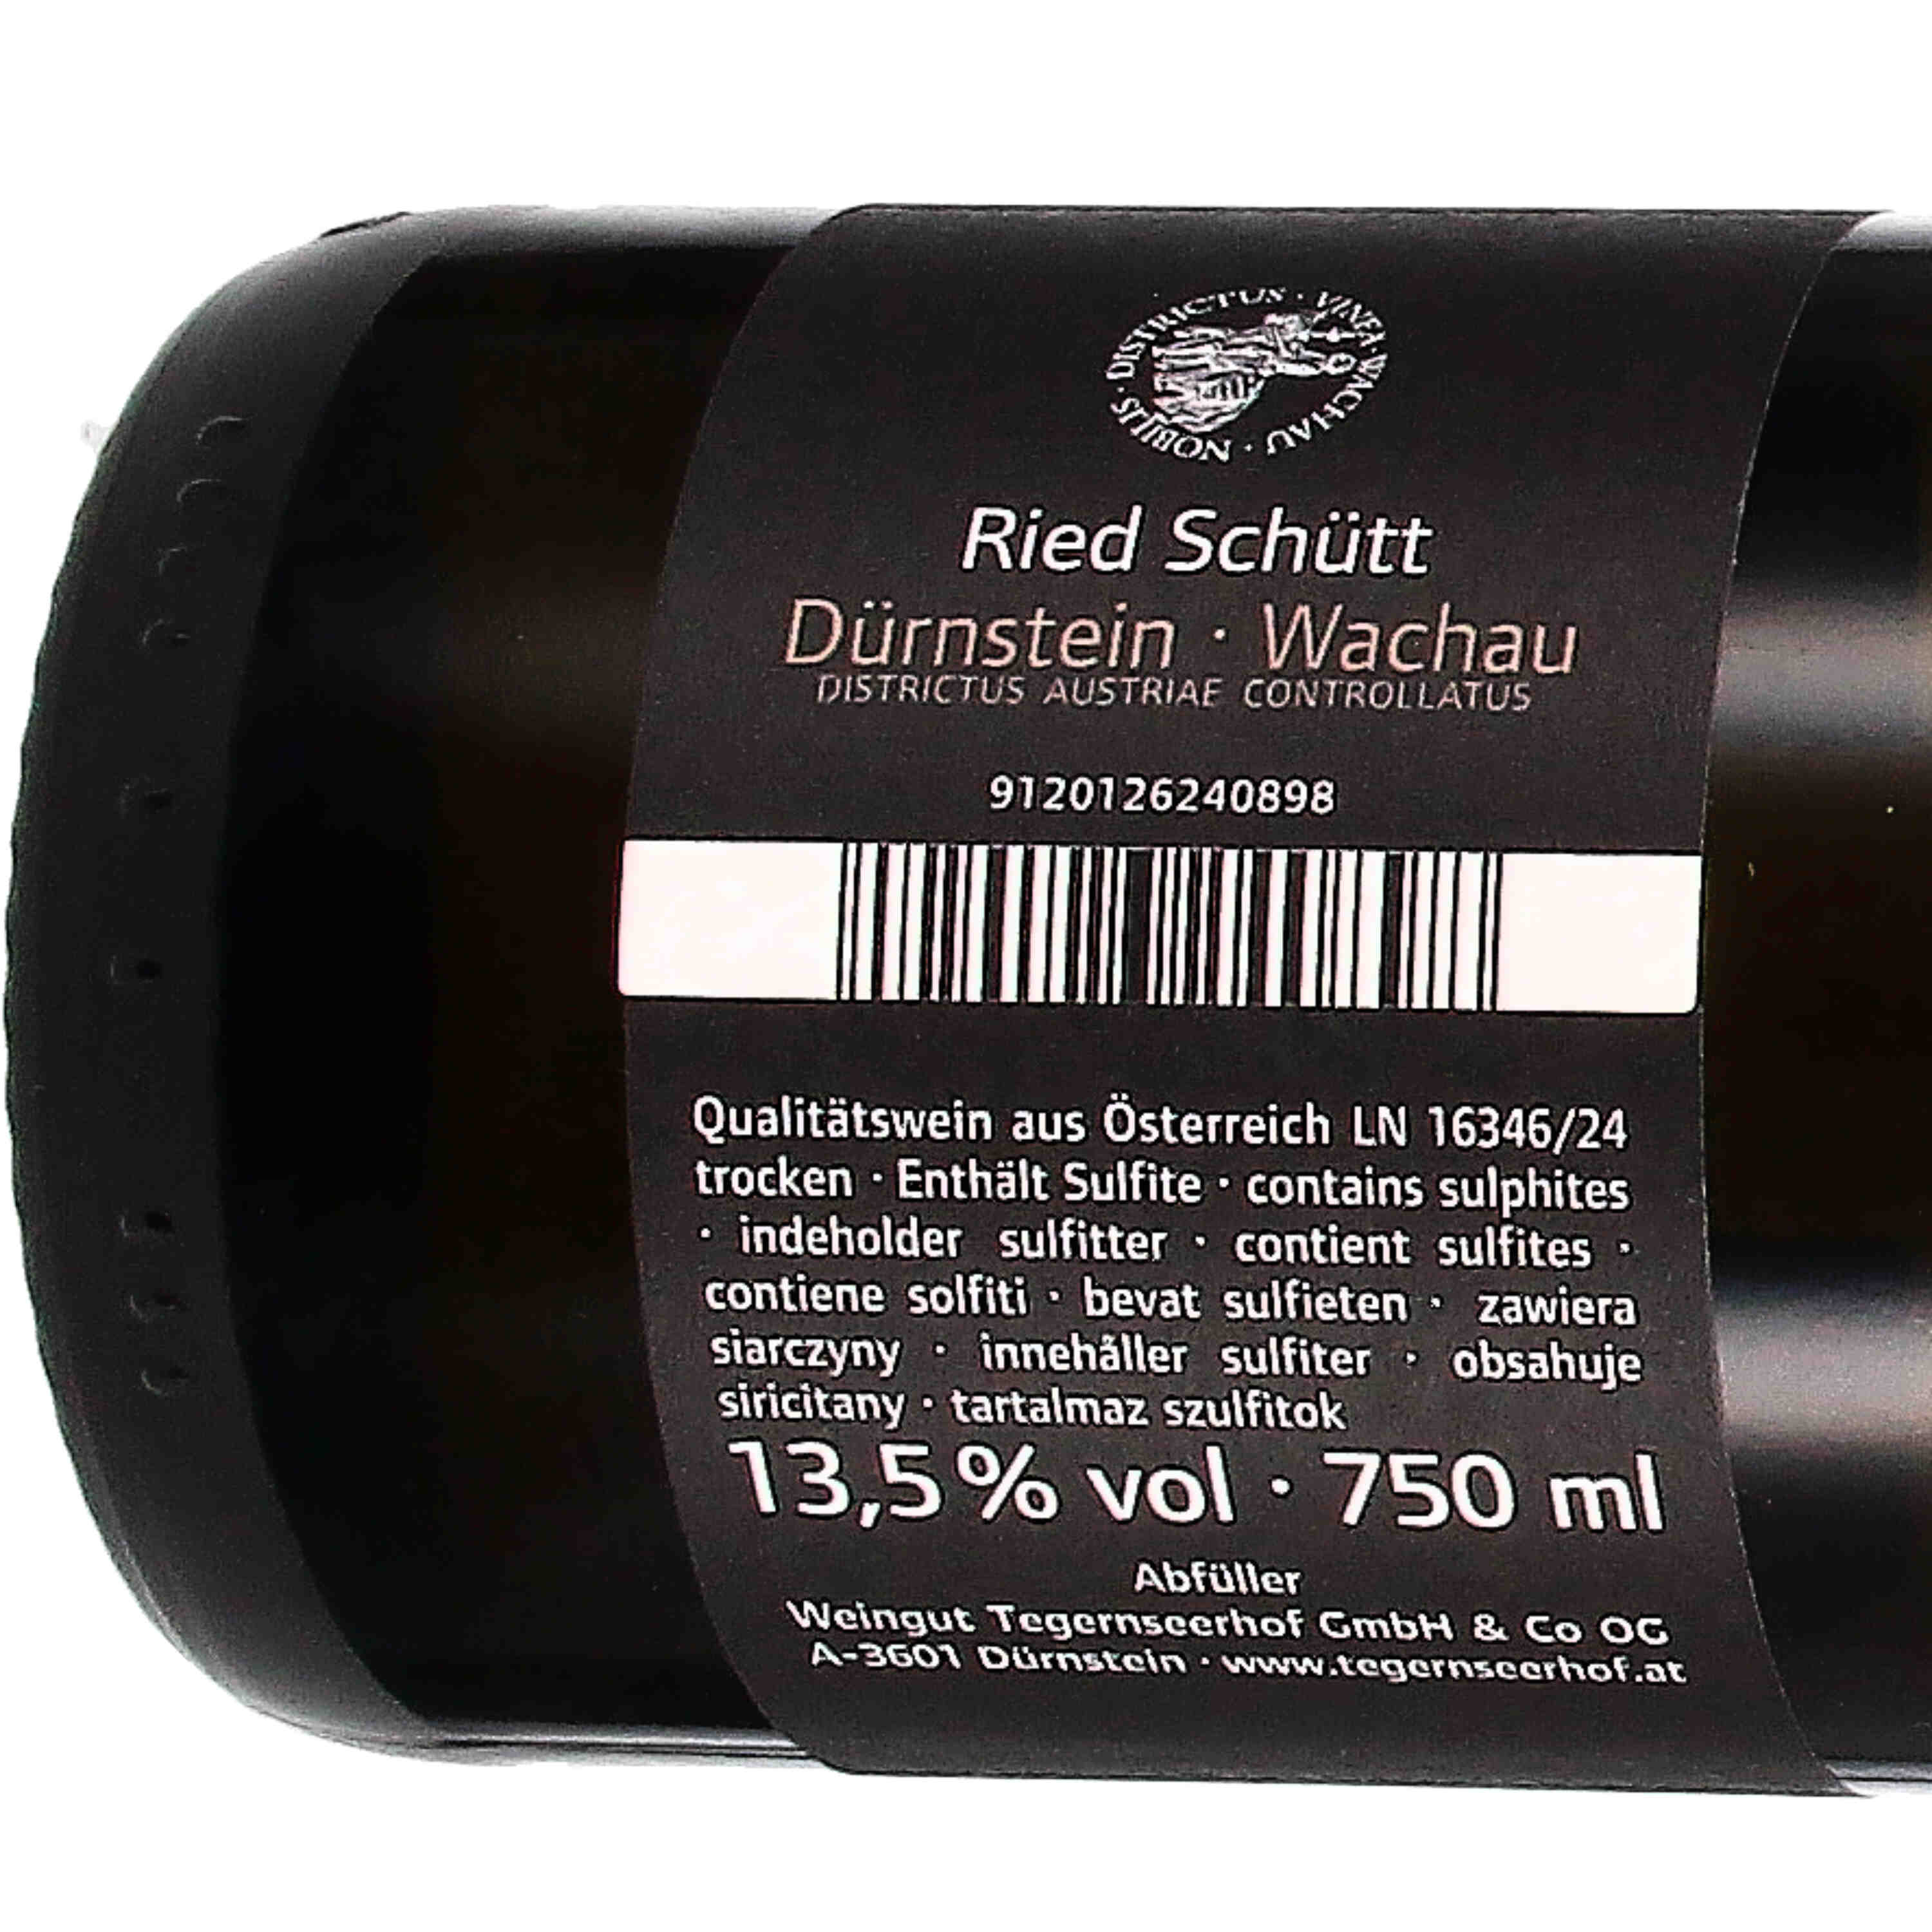 DISTRICTUS · VINEA · WACHAU · NOBILIS ·
Ried Schütt
Dürnstein · Wachau
DISTRICTUS AUSTRIAE CONTROLLATUS
9120126240898
Qualitätswein aus Österreich LN 16346/24
trocken · Enthält Sulfite · contains sulphites
· indeholder sulfitter · contient sulfites ·
contiene solfiti · bevat sulfieten · zawiera
siarczyny · innehåller sulfiter · obsahuje
siricitany · tartalmaz szulfitok
13,5% vol · 750 ml
Abfüller
Weingut Tegernseerhof GmbH & Co OG
A-3601 Dürnstein · www.tegernseerhof.at